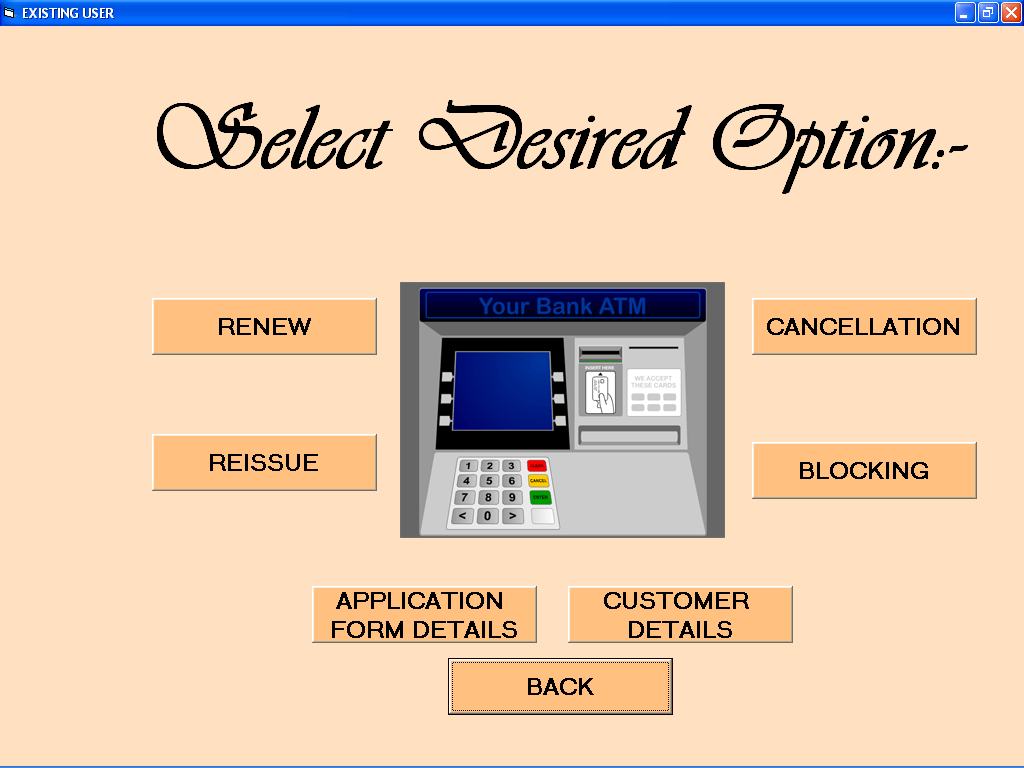 EXISTING USER
Select Desired Option:-
RENEW
Your Bank ATM
CANCELLATION
INSERT HERE
WE ACCEPT
THESE CARDS
REISSUE
BLOCKING
1 2 3
4 5 6 CANCEL
7 8 9 ENTER
< 0 >
APPLICATION
FORM DETAILS
CUSTOMER
DETAILS
BACK